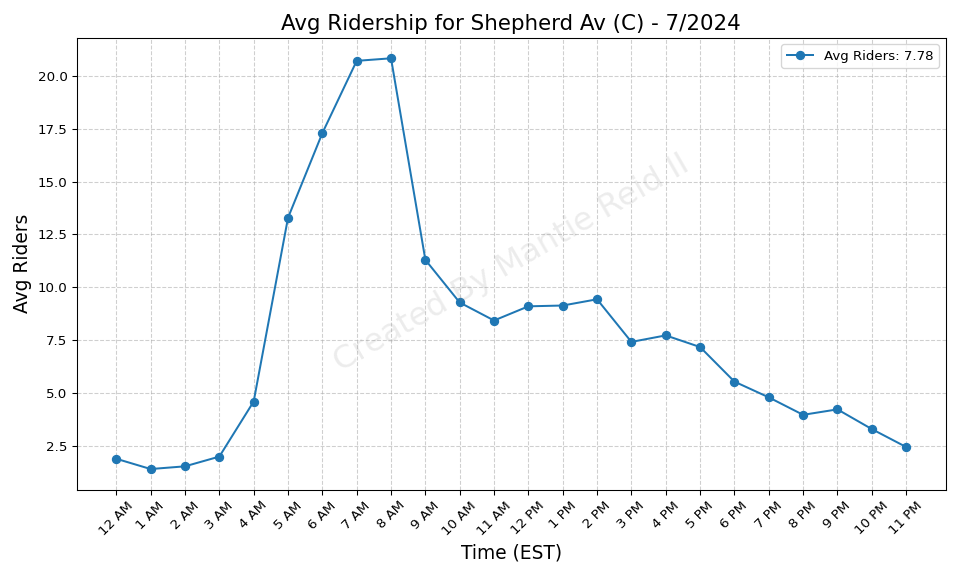 Avg Ridership for Shepherd Av (C) - 7/2024
Avg Riders: 7.78
20.0
17.5
15.0
12.5
10.0
7.5
5.0
2.5
Avg Riders
Created By Mantie Reid II
12 AM
1 AM
2 AM
3 AM
4 AM
5 AM
6 AM
7 AM
8 AM
9 AM
10 AM
11 AM
12 PM
1 PM
2 PM
3 PM
4 PM
5 PM
6 PM
7 PM
8 PM
9 PM
10 PM
11 PM
Time (EST)